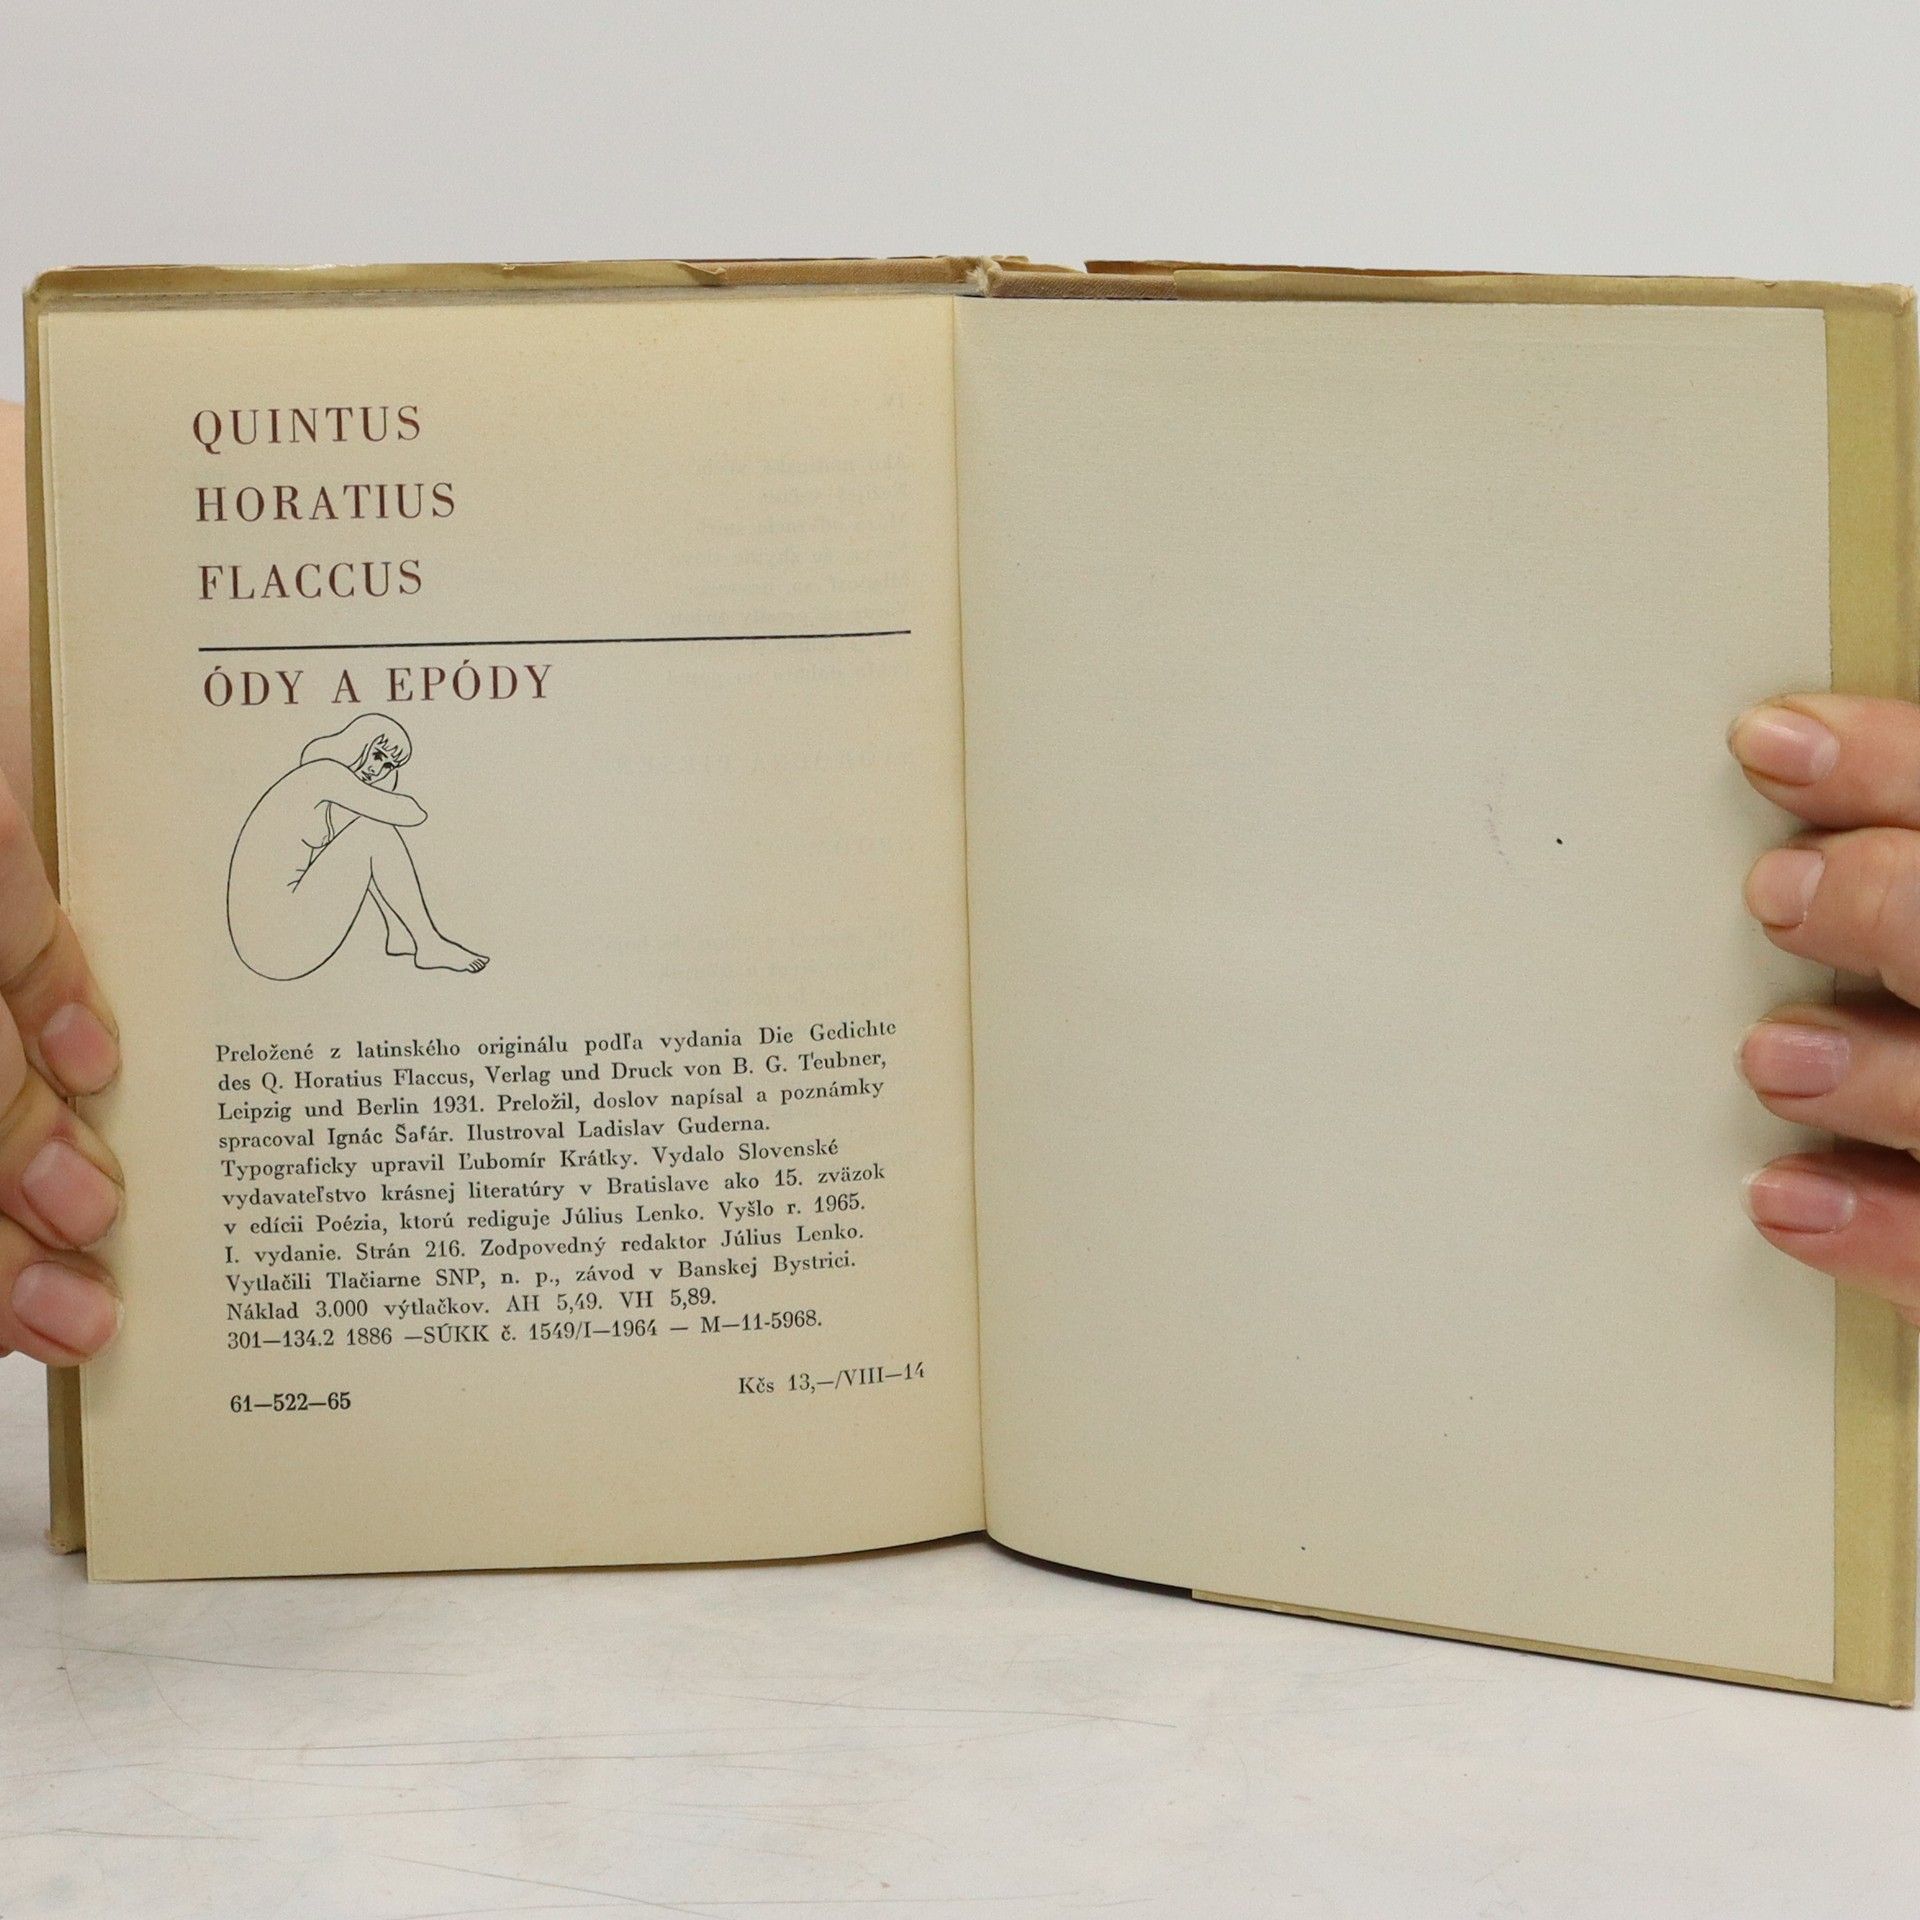 QUINTUS
HORATIUS
FLACCUS
ÓDY A EPÓDY
Preložené z latinského originálu podľa vydania Die Gedichte
des Q. Horatius Flaccus, Verlag und Druck von B. G. Teubner,
Leipzig und Berlin 1931. Preložil, doslov napísal a poznámky
spracoval Ignác Šafár. Ilustroval Ladislav Guderna.
Typograficky upravil Ľubomír Krátky. Vydalo Slovenské
vydavateľstvo krásnej literatúry v Bratislave ako 15. zväzok
v edícii Poézia, ktorú rediguje Július Lenko. Vyšlo r. 1965.
I. vydanie. Strán 216. Zodpovedný redaktor Július Lenko.
Vytlačili Tlačiarne SNP, n. p., závod v Banskej Bystrici.
Náklad 3.000 výtlačkov. AH 5,49. VH 5,89.
301—134.2 1886 —SÚKK č. 1549/I—1964 — M—11-5968.
61—522—65
Kčs 13,—/VIII—14